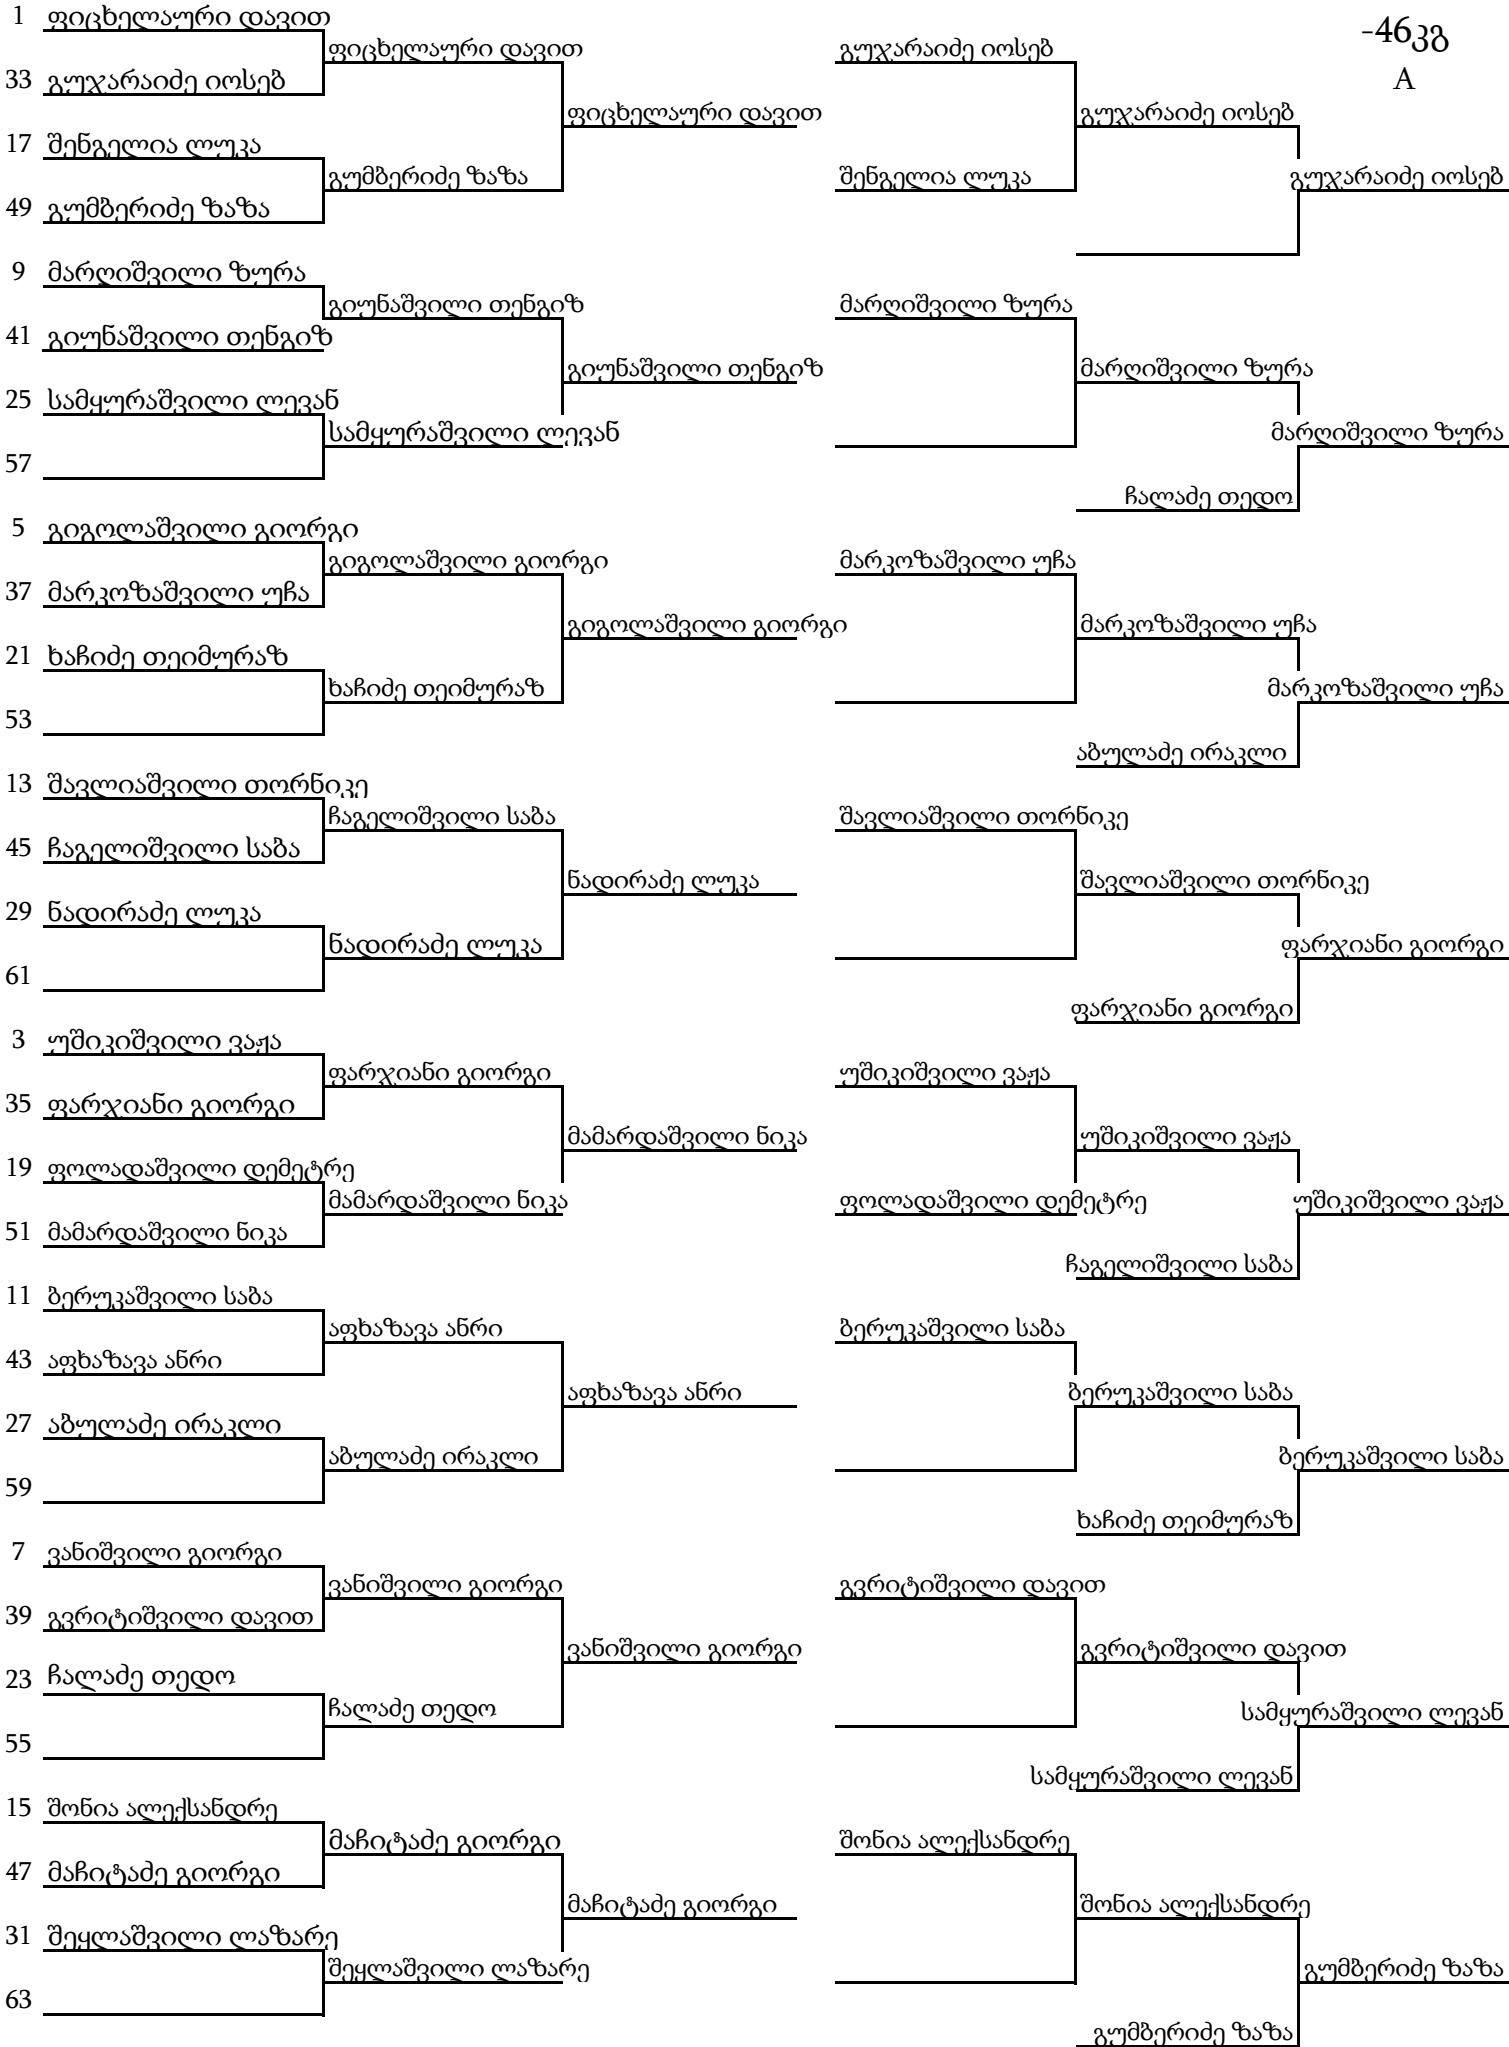 -46კგ
A
1 ფიცხელაური დავით
ფიცხელაური დავით
გუჯარაიძე იოსებ
33 გუჯარაიძე იოსებ
ფიცხელაური დავით
გუჯარაიძე იოსებ
17 შენგელია ლუკა
გუმბერიძე ზაზა
შენგელია ლუკა
გუჯარაიძე იოსებ
49 გუმბერიძე ზაზა
9 მარღიშვილი ზურა
გიუნაშვილი თენგიზ
მარღიშვილი ზურა
41 გიუნაშვილი თენგიზ
გიუნაშვილი თენგიზ
მარღიშვილი ზურა
25 სამყურაშვილი ლევან
სამყურაშვილი ლევან
მარღიშვილი ზურა
57
ჩალაძე თედო
5 გიგოლაშვილი გიორგი
გიგოლაშვილი გიორგი
მარკოზაშვილი უჩა
37 მარკოზაშვილი უჩა
გიგოლაშვილი გიორგი
მარკოზაშვილი უჩა
21 ხაჩიძე თეიმურაზ
ხაჩიძე თეიმურაზ
მარკოზაშვილი უჩა
53
აბულაძე ირაკლი
13 შავლიაშვილი თორნიკე
ჩაგელიშვილი საბა
შავლიაშვილი თორნიკე
45 ჩაგელიშვილი საბა
ნადირაძე ლუკა
შავლიაშვილი თორნიკე
29 ნადირაძე ლუკა
ნადირაძე ლუკა
ფარჯიანი გიორგი
61
ფარჯიანი გიორგი
3 უშიკიშვილი ვაჟა
ფარჯიანი გიორგი
უშიკიშვილი ვაჟა
35 ფარჯიანი გიორგი
მამარდაშვილი ნიკა
უშიკიშვილი ვაჟა
19 ფოლადაშვილი დემეტრე
მამარდაშვილი ნიკა
ფოლადაშვილი დემეტრე
უშიკიშვილი ვაჟა
51 მამარდაშვილი ნიკა
ჩაგელიშვილი საბა
11 ბერუკაშვილი საბა
აფხაზავა ანრი
ბერუკაშვილი საბა
43 აფხაზავა ანრი
აფხაზავა ანრი
ბერუკაშვილი საბა
27 აბულაძე ირაკლი
აბულაძე ირაკლი
ბერუკაშვილი საბა
59
ხაჩიძე თეიმურაზ
7 ვანიშვილი გიორგი
ვანიშვილი გიორგი
გვრიტიშვილი დავით
39 გვრიტიშვილი დავით
ვანიშვილი გიორგი
გვრიტიშვილი დავით
23 ჩალაძე თედო
ჩალაძე თედო
სამყურაშვილი ლევან
55
სამყურაშვილი ლევან
15 შონია ალექსანდრე
მაჩიტაძე გიორგი
შონია ალექსანდრე
47 მაჩიტაძე გიორგი
მაჩიტაძე გიორგი
შონია ალექსანდრე
31 შეყლაშვილი ლაზარე
შეყლაშვილი ლაზარე
გუმბერიძე ზაზა
63
გუმბერიძე ზაზა